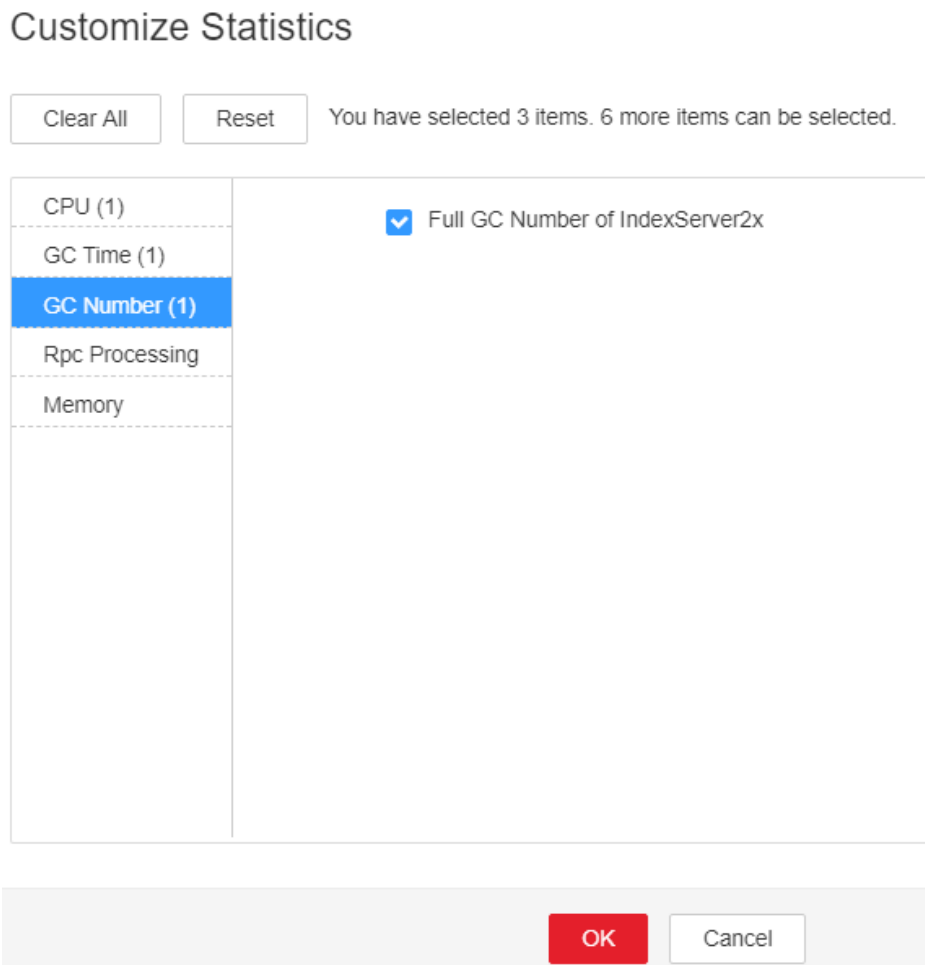 Customize Statistics
Clear All Reset You have selected 3 items. 6 more items can be selected.
CPU (1)
Full GC Number of IndexServer2x
GC Time (1)
GC Number (1)
Rpc Processing
Memory
OK Cancel